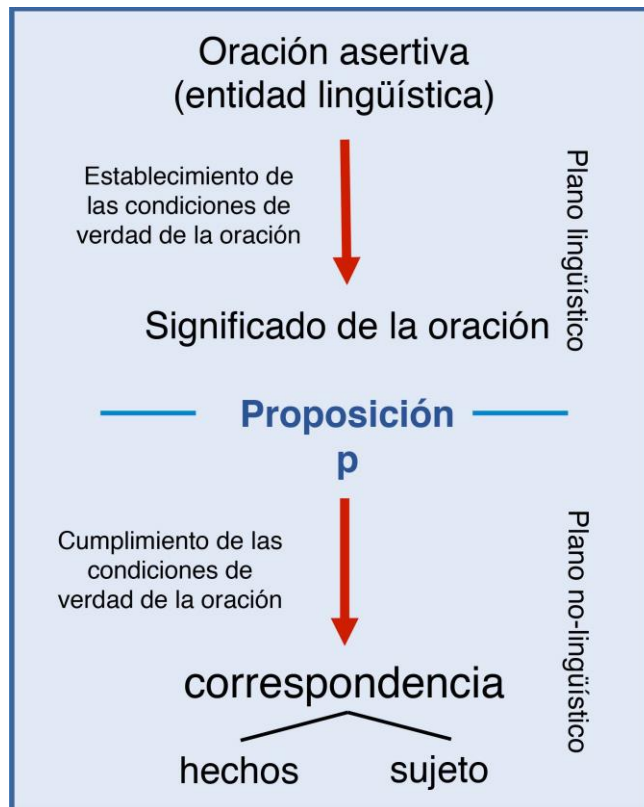 Oración asertiva
(entidad lingüística)
Establecimiento de
las condiciones de
verdad de la oración
Plano lingüístico
Significado de la oración
Proposición
p
Cumplimiento de las
condiciones de
verdad de la oración
Plano no-lingüístico
correspondencia
hechos
sujeto